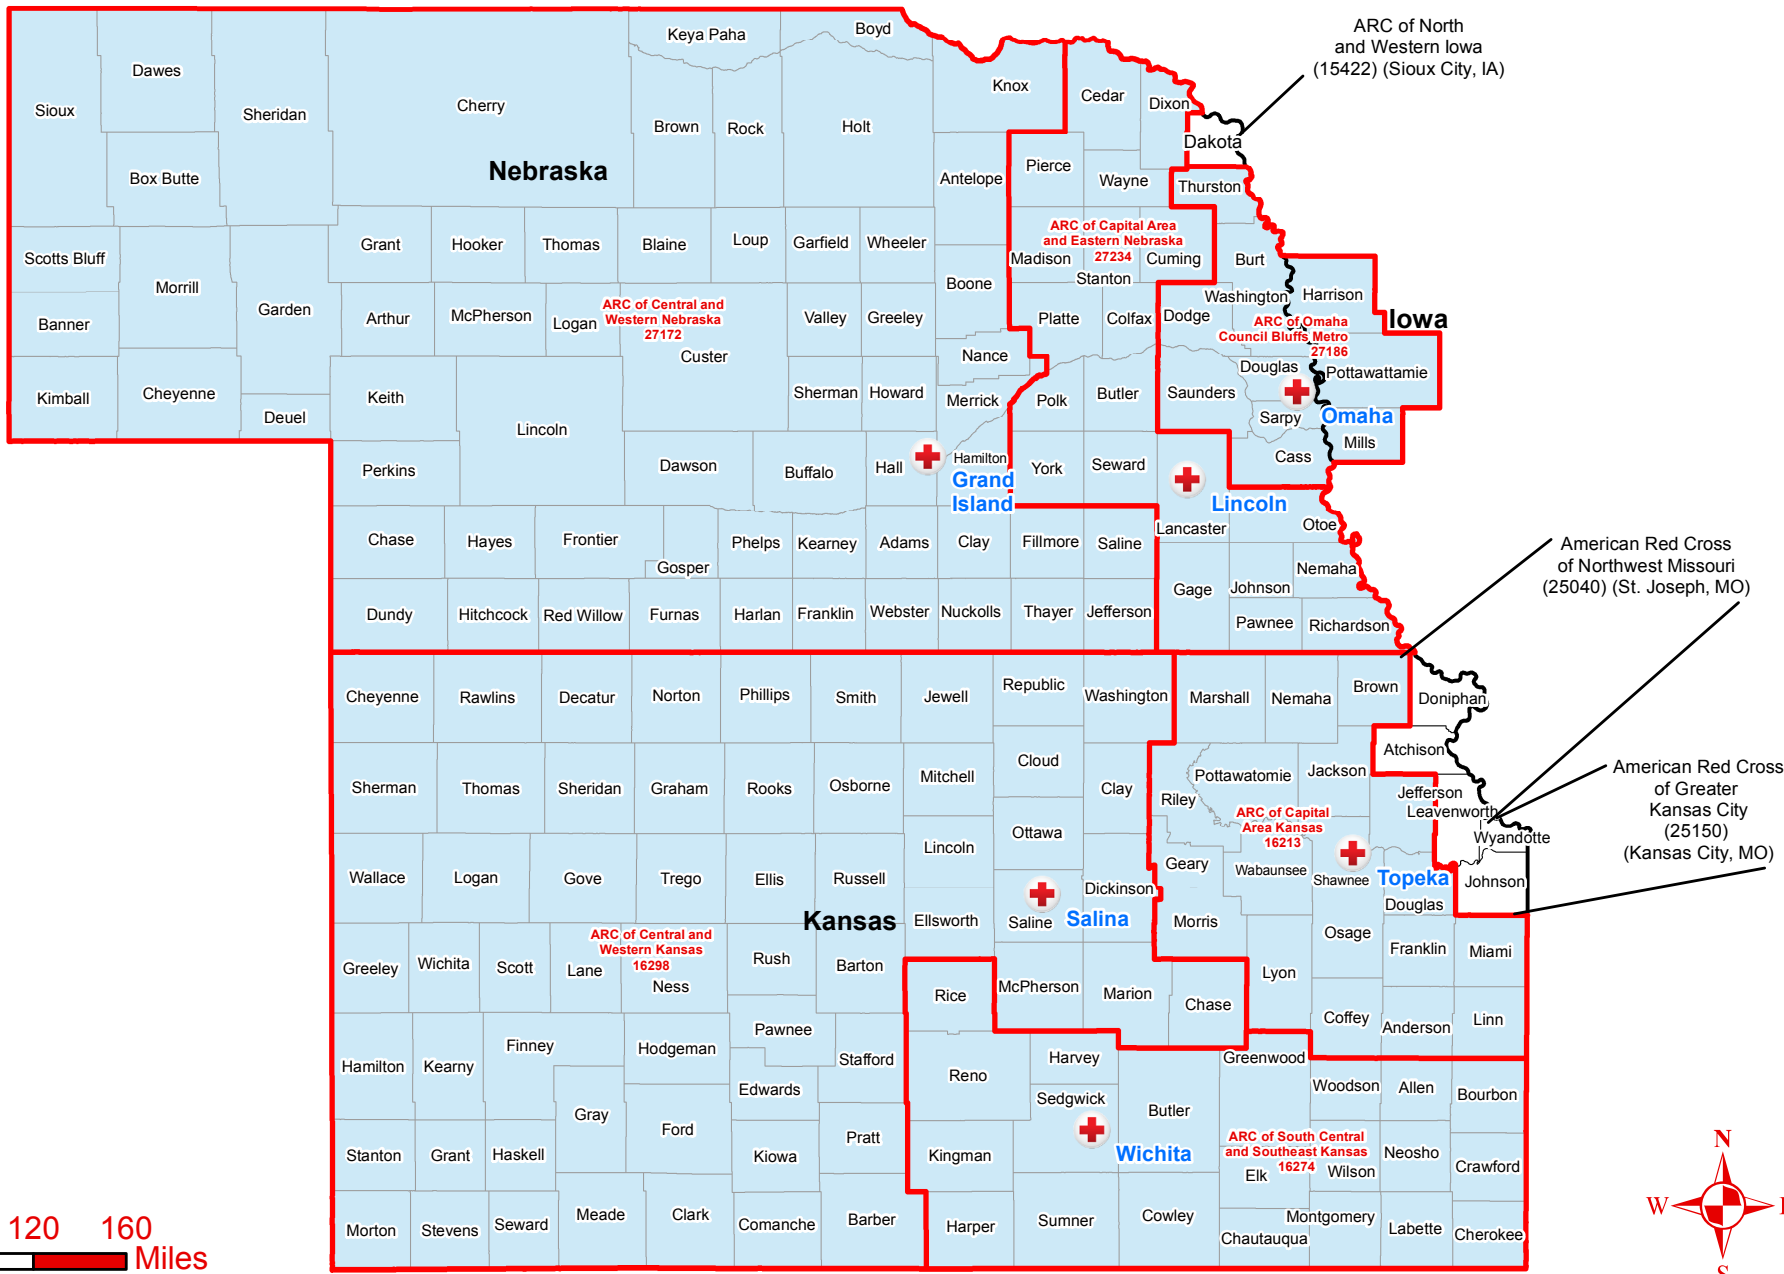 ARC of North
and Western Iowa
(15422) (Sioux City, IA)
Keya Paha
Boyd
Dawes
Knox
Cedar
Dixon
Sioux
Sheridan
Cherry
Brown
Rock
Holt
Dakota
Nebraska
Pierce
Box Butte
Antelope
Wayne
Thurston
ARC of Capital Area
and Eastern Nebraska
27234
Grant
Hooker
Thomas
Blaine
Loup
Garfield
Wheeler
Madison
Cuming
Scotts Bluff
Burt
Stanton
Morrill
Boone
Garden
Washington
Harrison
ARC of Central and
Western Nebraska
27172
Banner
Arthur
McPherson
Logan
Valley
Greeley
Platte
Colfax
Dodge
Iowa
ARC of Omaha
Council Bluffs Metro
27186
Custer
Nance
Douglas
Pottawattamie
Kimball
Cheyenne
Keith
Sherman
Howard
Merrick
Polk
Butler
Saunders
Deuel
Sarpy
Omaha
Lincoln
Mills
Perkins
Dawson
Buffalo
Hall
Hamilton
York
Seward
Cass
Grand
Island
Lincoln
Lancaster
Otoe
Chase
Hayes
Frontier
Gosper
Phelps
Kearney
Adams
Clay
Fillmore
Saline
American Red Cross
of Northwest Missouri
(25040) (St. Joseph, MO)
Nemaha
Gage
Johnson
Dundy
Hitchcock
Red Willow
Furnas
Harlan
Franklin
Webster
Nuckolls
Thayer
Jefferson
Pawnee
Richardson
Cheyenne
Rawlins
Decatur
Norton
Phillips
Smith
Jewell
Republic
Washington
Marshall
Nemaha
Brown
Doniphan
Atchison
Sherman
Thomas
Sheridan
Graham
Rooks
Osborne
Mitchell
Cloud
Clay
Pottawatomie
Jackson
Riley
Jefferson
Leavenworth
American Red Cross
of Greater
Kansas City
(25150)
(Kansas City, MO)
ARC of Capital
Area Kansas
16213
Ottawa
Lincoln
Wyandotte
Wallace
Logan
Gove
Trego
Ellis
Russell
Geary
Wabaunsee
Shawnee
Topeka
Johnson
Dickinson
Douglas
Kansas
Ellsworth
Saline
Salina
Morris
ARC of Central and
Western Kansas
16298
Osage
Franklin
Miami
Greeley
Wichita
Scott
Lane
Ness
Rush
Barton
Lyon
Rice
McPherson
Marion
Chase
Coffey
Anderson
Linn
Pawnee
Finney
Hodgeman
Stafford
Hamilton
Kearny
Harvey
Greenwood
Reno
Edwards
Woodson
Allen
Bourbon
Sedgwick
Gray
Ford
Butler
Pratt
ARC of South Central
and Southeast Kansas
16274
Stanton
Grant
Haskell
Kiowa
Kingman
Wichita
Neosho
Crawford
Elk
Wilson
N
W
E
S
Morton
Stevens
Seward
Meade
Clark
Comanche
Barber
Harper
Sumner
Cowley
Chautauqua
Montgomery
Labette
Cherokee
120 160
Miles